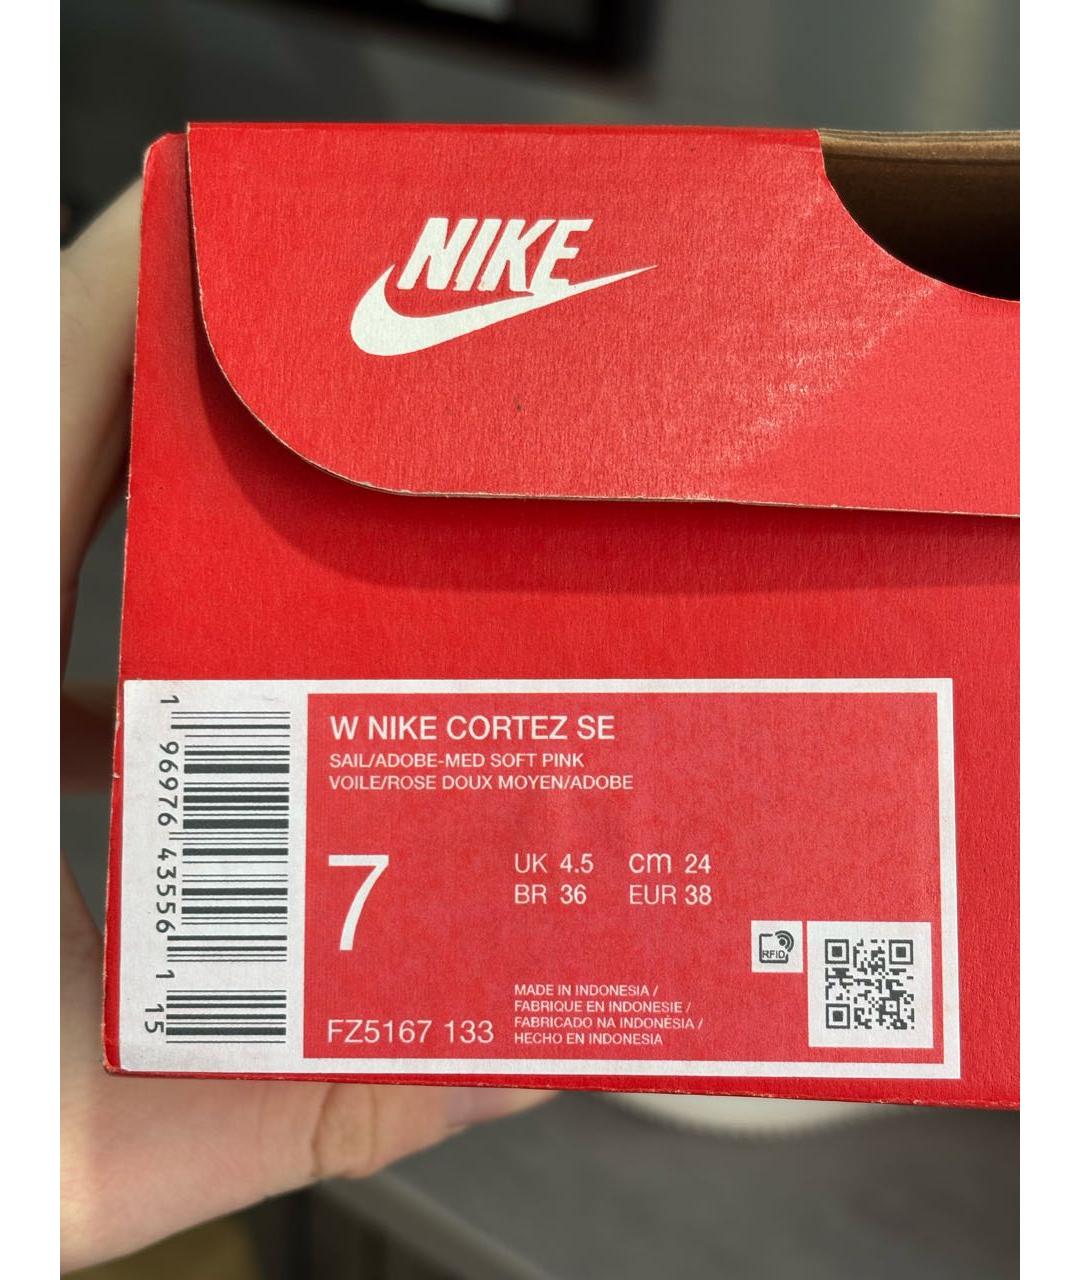 NIKE
W NIKE CORTEZ SE
SAIL/ADOBE-MED SOFT PINK
VOILE/ROSE DOUX MOYEN/ADOBE
7
UK 4.5 cm 24
BR 36 EUR 38
RFID
MADE IN INDONESIA /
FABRIQUE EN INDONESIE /
FABRICADO NA INDONÉSIA /
HECHO EN INDONESIA
FZ5167 133
1 96976 43556 1 15